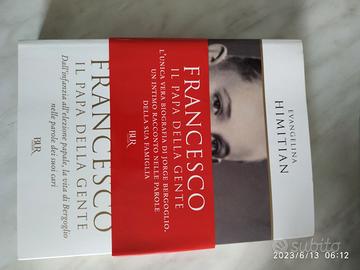 EVANGELINA
HIMITIAN
FRANCESCO
IL PAPA DELLA GENTE
L'UNICA VERA BIOGRAFIA DI JORGE BERGOGLIO,
UN INTIMO RACCONTO NELLE PAROLE
DELLA SUA FAMIGLIA
BUR
FRANCESCO
IL PAPA DELLA GENTE
Dall'infanzia all'elezione papale, la vita di Bergoglio
nelle parole dei suoi cari
BUR
subito
2023/6/13 06:12